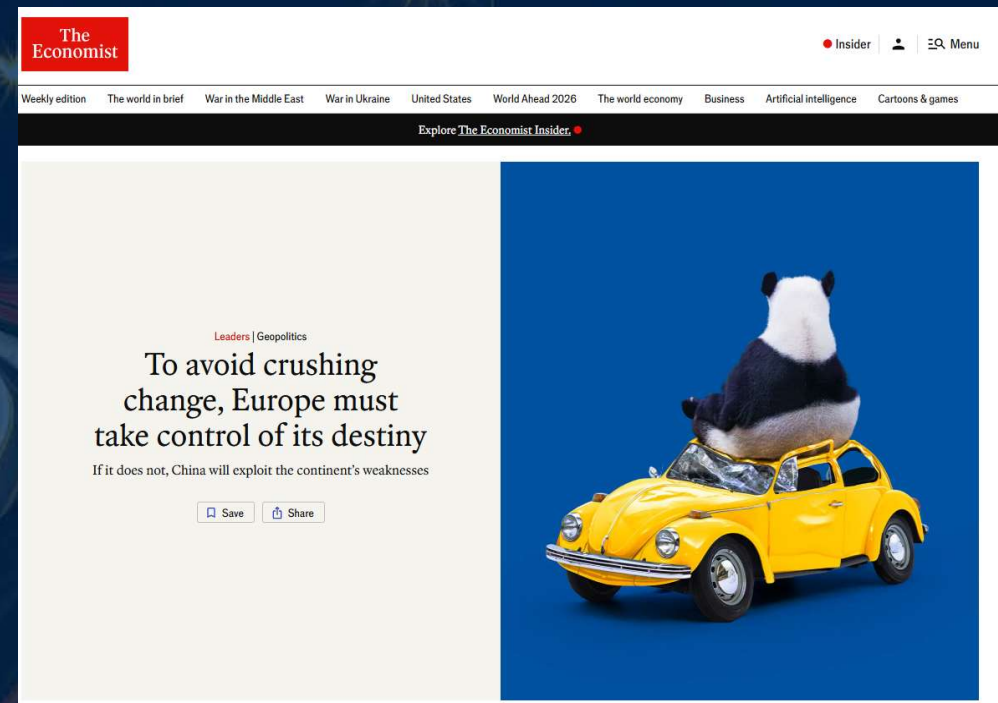 The
Economist
Insider
Menu
Weekly edition The world in brief War in the Middle East War in Ukraine United States World Ahead 2026 The world economy Business Artificial intelligence Cartoons & games
Explore The Economist Insider.
Leaders | Geopolitics
To avoid crushing
change, Europe must
take control of its destiny
If it does not, China will exploit the continent's weaknesses
Save Share